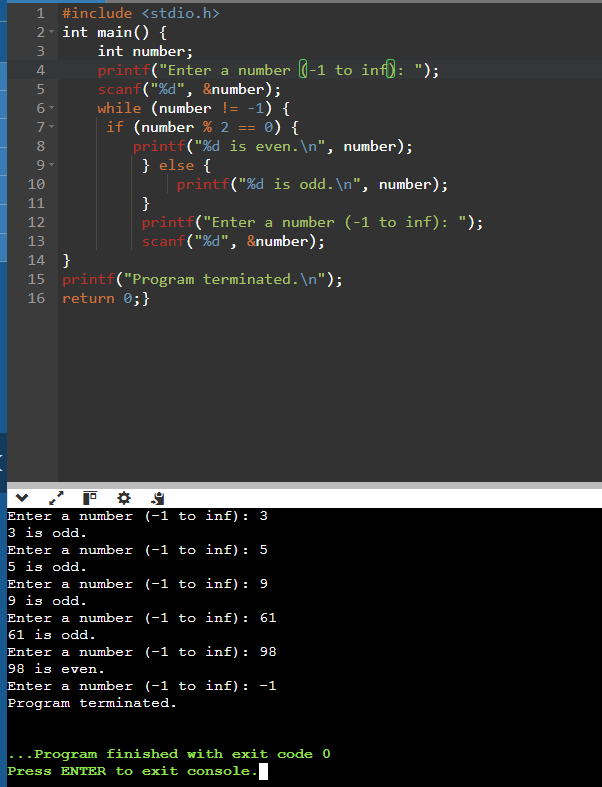 1 #include <stdio.h>
2 int main() {
3 int number;
4 printf("Enter a number (-1 to inf): ");
5 scanf("%d", &number);
6 while (number != -1) {
7 if (number % 2 == 0) {
8 printf("%d is even.\n", number);
9 } else {
10 printf("%d is odd.\n", number);
11 }
12 printf("Enter a number (-1 to inf): ");
13 scanf("%d", &number);
14 }
15 printf("Program terminated.\n");
16 return 0;}
Enter a number (-1 to inf): 3
3 is odd.
Enter a number (-1 to inf): 5
5 is odd.
Enter a number (-1 to inf): 9
9 is odd.
Enter a number (-1 to inf): 61
61 is odd.
Enter a number (-1 to inf): 98
98 is even.
Enter a number (-1 to inf): -1
Program terminated.
...Program finished with exit code 0
Press ENTER to exit console.